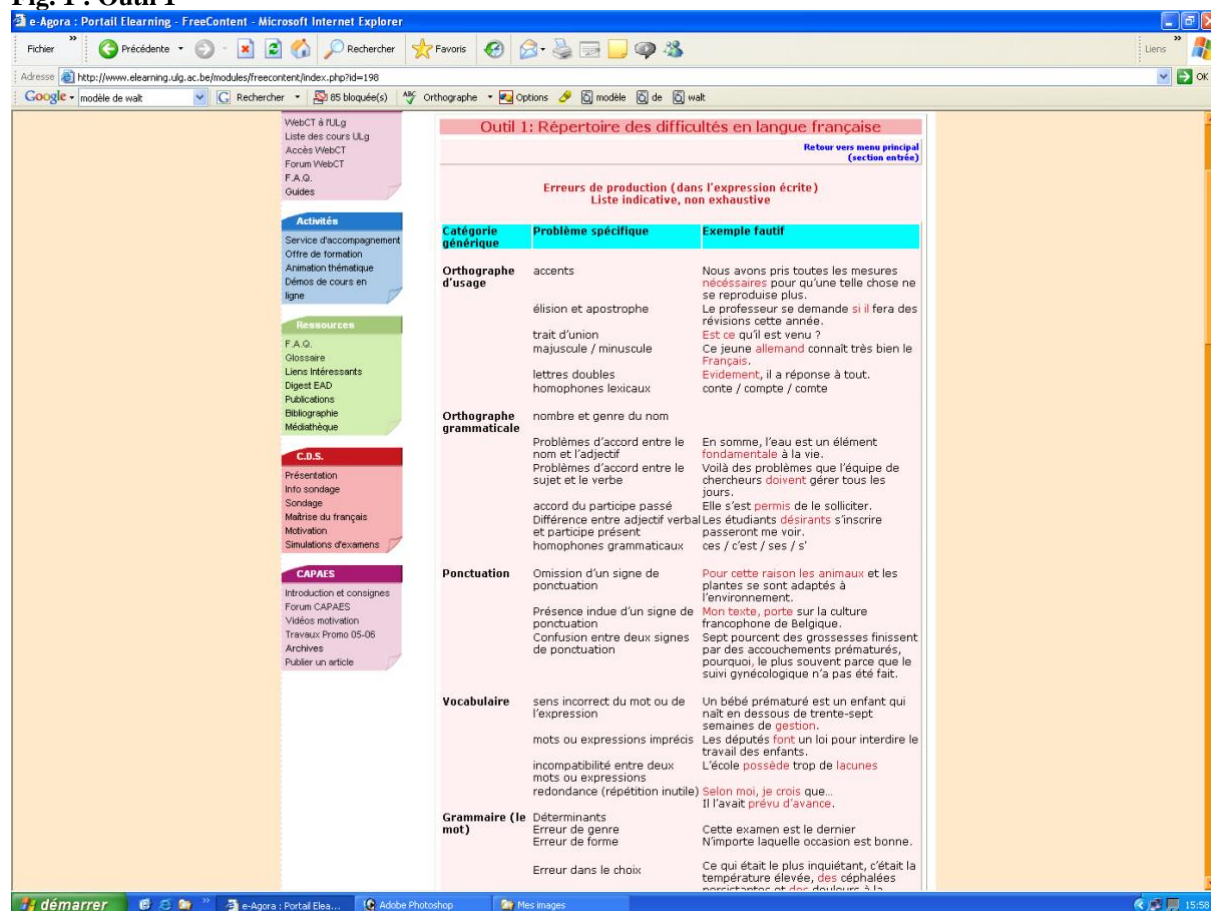 Fig. 1 : Outil 1
e-Agora : Portail Elearning - FreeContent - Microsoft Internet Explorer
Fichier » Précédente Rechercher Favoris Liens »
Adresse http://www.elearning.ulg.ac.be/modules/freecontent/index.php?id=198 OK
Google modèle de walt Rechercher 85 bloquée(s) ABC Orthographe Options modèle de walt
WebCT à l'ULg
Liste des cours ULg
Accès WebCT
Forum WebCT
F.A.Q.
Guides
Activités
Service d'accompagnement
Offre de formation
Animation thématique
Démos de cours en
ligne
Ressources
F.A.Q.
Glossaire
Liens Intéressants
Digest EAD
Publications
Bibliographie
Médiathèque
C.D.S.
Présentation
Info sondage
Sondage
Maîtrise du français
Motivation
Simulations d'examens
CAPAES
Introduction et consignes
Forum CAPAES
Vidéos motivation
Travaux Promo 05-06
Archives
Publier un article
Outil 1: Répertoire des difficultés en langue française
Retour vers menu principal
(section entrée)
Erreurs de production (dans l'expression écrite)
Liste indicative, non exhaustive
Catégorie Problème spécifique Exemple fautif
générique
Orthographe accents Nous avons pris toutes les mesures
d'usage nécéssaires pour qu'une telle chose ne
se reproduise plus.
élision et apostrophe Le professeur se demande si il fera des
révisions cette année.
trait d'union Est ce qu'il est venu ?
majuscule / minuscule Ce jeune allemand connaît très bien le
Français.
lettres doubles Evidement, il a réponse à tout.
homophones lexicaux conte / compte / comte
Orthographe nombre et genre du nom
grammaticale
Problèmes d'accord entre le En somme, l'eau est un élément
nom et l'adjectif fondamentale à la vie.
Problèmes d'accord entre le Voilà des problèmes que l'équipe de
sujet et le verbe chercheurs doivent gérer tous les
jours.
accord du participe passé Elle s'est permis de le solliciter.
Différence entre adjectif verbal Les étudiants désirants s'inscrire
et participe présent passeront me voir.
homophones grammaticaux ces / c'est / ses / s'
Ponctuation Omission d'un signe de Pour cette raison les animaux et les
ponctuation plantes se sont adaptés à
l'environnement.
Présence indue d'un signe de Mon texte, porte sur la culture
ponctuation francophone de Belgique.
Confusion entre deux signes Sept pourcent des grossesses finissent
de ponctuation par des accouchements prématurés,
pourquoi, le plus souvent parce que le
suivi gynécologique n'a pas été fait.
Vocabulaire sens incorrect du mot ou de Un bébé prématuré est un enfant qui
l'expression naît en dessous de trente-sept
semaines de gestion.
mots ou expressions imprécis Les députés font un loi pour interdire le
travail des enfants.
incompatibilité entre deux L'école possède trop de lacunes
mots ou expressions
redondance (répétition inutile) Selon moi, je crois que...
Il l'avait prévu d'avance.
Grammaire (le Déterminants
mot) Erreur de genre Cette examen est le dernier
Erreur de forme N'importe laquelle occasion est bonne.
Erreur dans le choix Ce qui était le plus inquiétant, c'était la
température élevée, des céphalées
persistantes et des douleurs à la
démarrer » e-Agora : Portail Elea... Adobe Photoshop Mes images 15:58